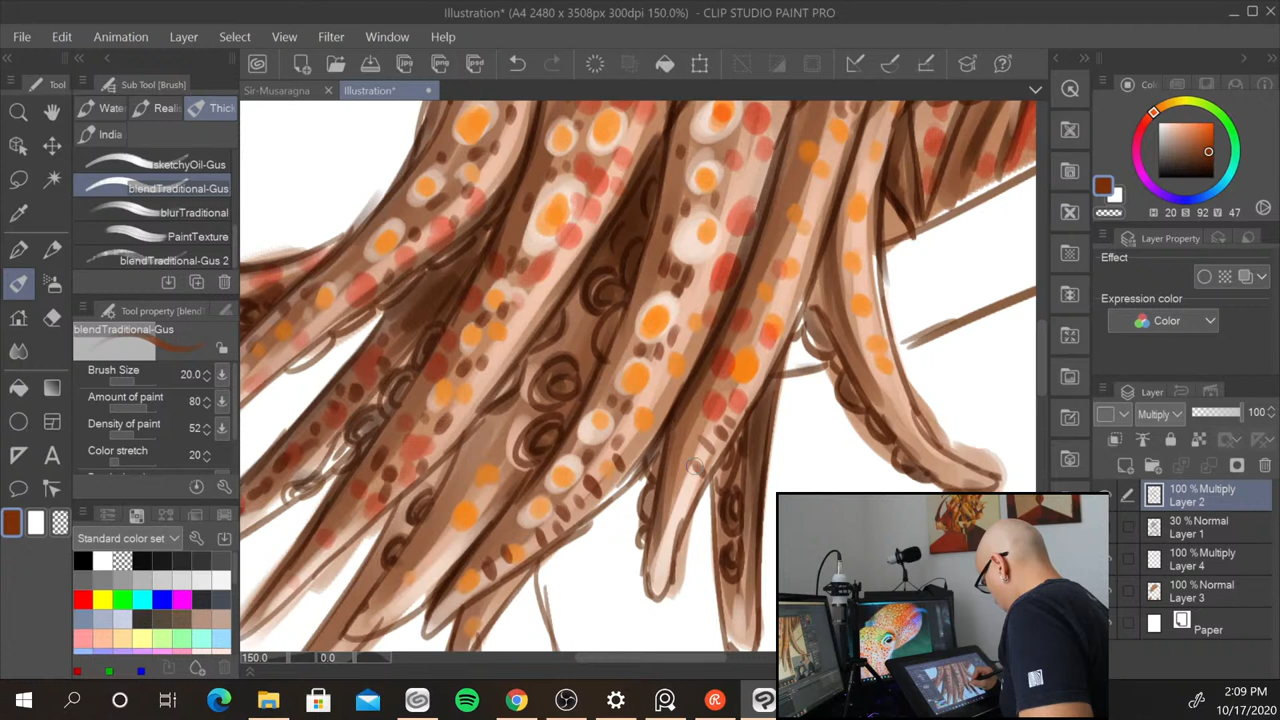 Illustration* (A4 2480 x 3508px 300dpi 150.0%) - CLIP STUDIO PAINT PRO
File Edit Animation Layer Select View Filter Window Help
Tool
Sub Tool [Brush]
Sir-Musaragna
Illustration*
Wate
Realis
Thick
India
sketchyOil-Gus
blendTraditional-Gus
blurTraditional
PaintTexture
blendTraditional-Gus 2
Tool property [blend
blendTraditional-Gus
Brush Size 20.0
Amount of paint 80
Density of paint 52
Color stretch 20
Standard color set
150.0 0.0
H 20 S 92 V 47
Layer Property
Effect
Expression color
Color
Layer
Multiply 100
100 % Multiply
Layer 2
30 % Normal
Layer 1
100 % Multiply
Layer 4
100 % Normal
Layer 3
Paper
2:09 PM
10/17/2020